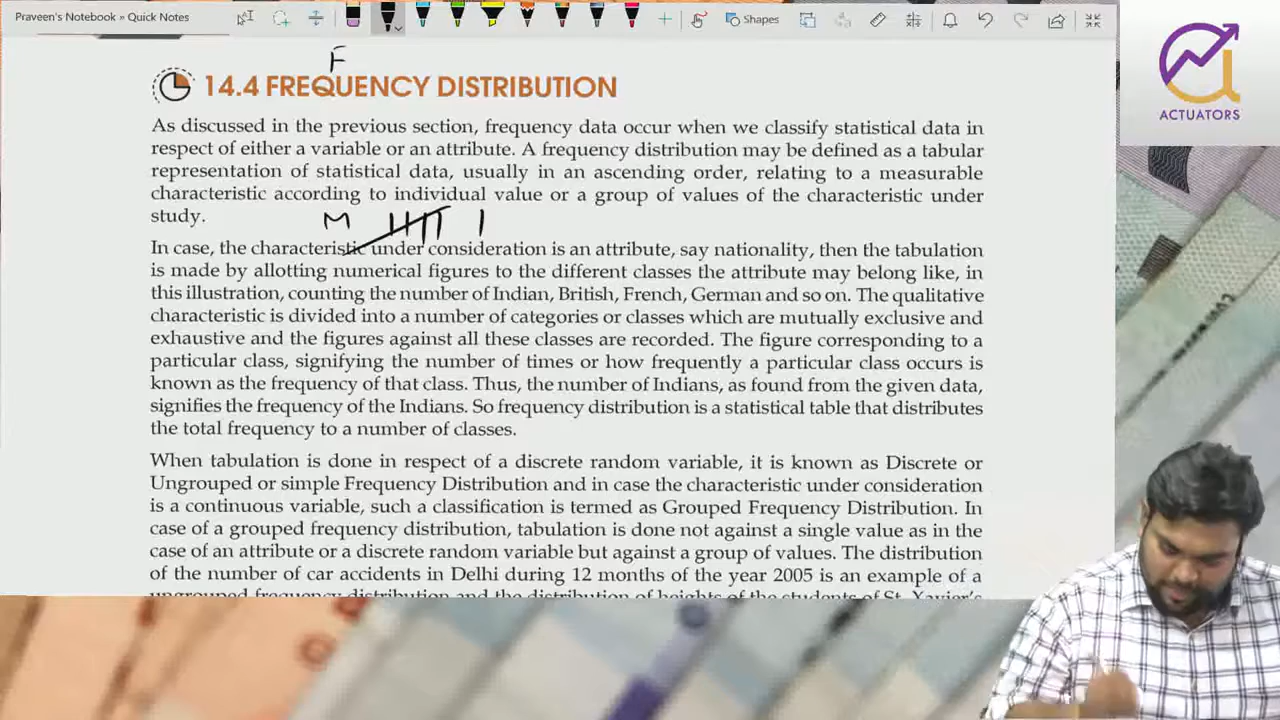 Praveen's Notebook » Quick Notes
Shapes
ACTUATORS
F
14.4 FREQUENCY DISTRIBUTION
As discussed in the previous section, frequency data occur when we classify statistical data in
respect of either a variable or an attribute. A frequency distribution may be defined as a tabular
representation of statistical data, usually in an ascending order, relating to a measurable
characteristic according to individual value or a group of values of the characteristic under
study.
M
In case, the characteristic under consideration is an attribute, say nationality, then the tabulation
is made by allotting numerical figures to the different classes the attribute may belong like, in
this illustration, counting the number of Indian, British, French, German and so on. The qualitative
characteristic is divided into a number of categories or classes which are mutually exclusive and
exhaustive and the figures against all these classes are recorded. The figure corresponding to a
particular class, signifying the number of times or how frequently a particular class occurs is
known as the frequency of that class. Thus, the number of Indians, as found from the given data,
signifies the frequency of the Indians. So frequency distribution is a statistical table that distributes
the total frequency to a number of classes.
When tabulation is done in respect of a discrete random variable, it is known as Discrete or
Ungrouped or simple Frequency Distribution and in case the characteristic under consideration
is a continuous variable, such a classification is termed as Grouped Frequency Distribution. In
case of a grouped frequency distribution, tabulation is done not against a single value as in the
case of an attribute or a discrete random variable but against a group of values. The distribution
of the number of car accidents in Delhi during 12 months of the year 2005 is an example of a
ungrouped frequency distribution and the distribution of heights of the students of St. Xavier's